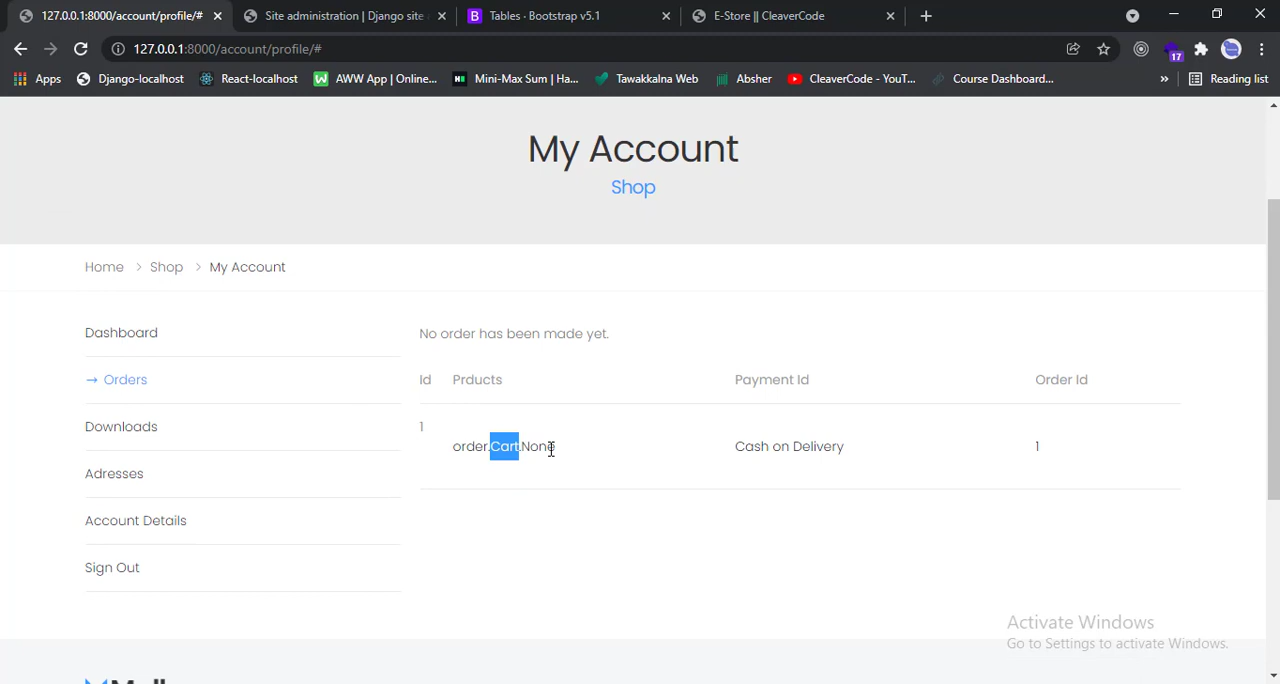 127.0.0.1:8000/account/profile/#
Site administration | Django site
Tables · Bootstrap v5.1
E-Store || CleaverCode
127.0.0.1:8000/account/profile/#
17
Apps
Django-localhost
React-localhost
AWW App | Online...
Mini-Max Sum | Ha...
Tawakkalna Web
Absher
CleaverCode - YouT...
Course Dashboard...
Reading list
My Account
Shop
Home
Shop
My Account
Dashboard
→ Orders
Downloads
Adresses
Account Details
Sign Out
No order has been made yet.
Id Prducts Payment Id Order Id
1 order.Cart.None Cash on Delivery 1
Activate Windows
Go to Settings to activate Windows.